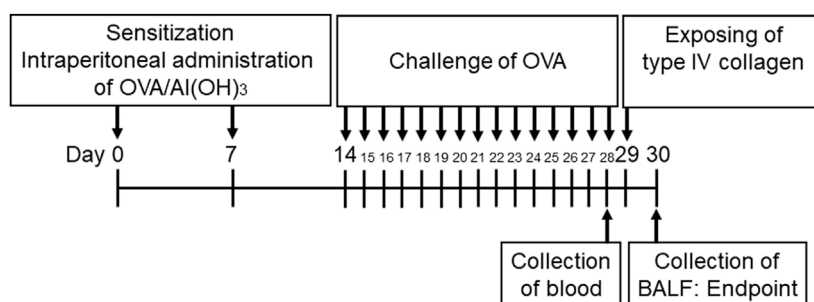 Sensitization
Intraperitoneal administration
of OVA/Al(OH)3
Challenge of OVA
Exposing of
type IV collagen
Day 0 7 14 15 16 17 18 19 20 21 22 23 24 25 26 27 28 29 30
Collection
of blood
Collection of
BALF: Endpoint